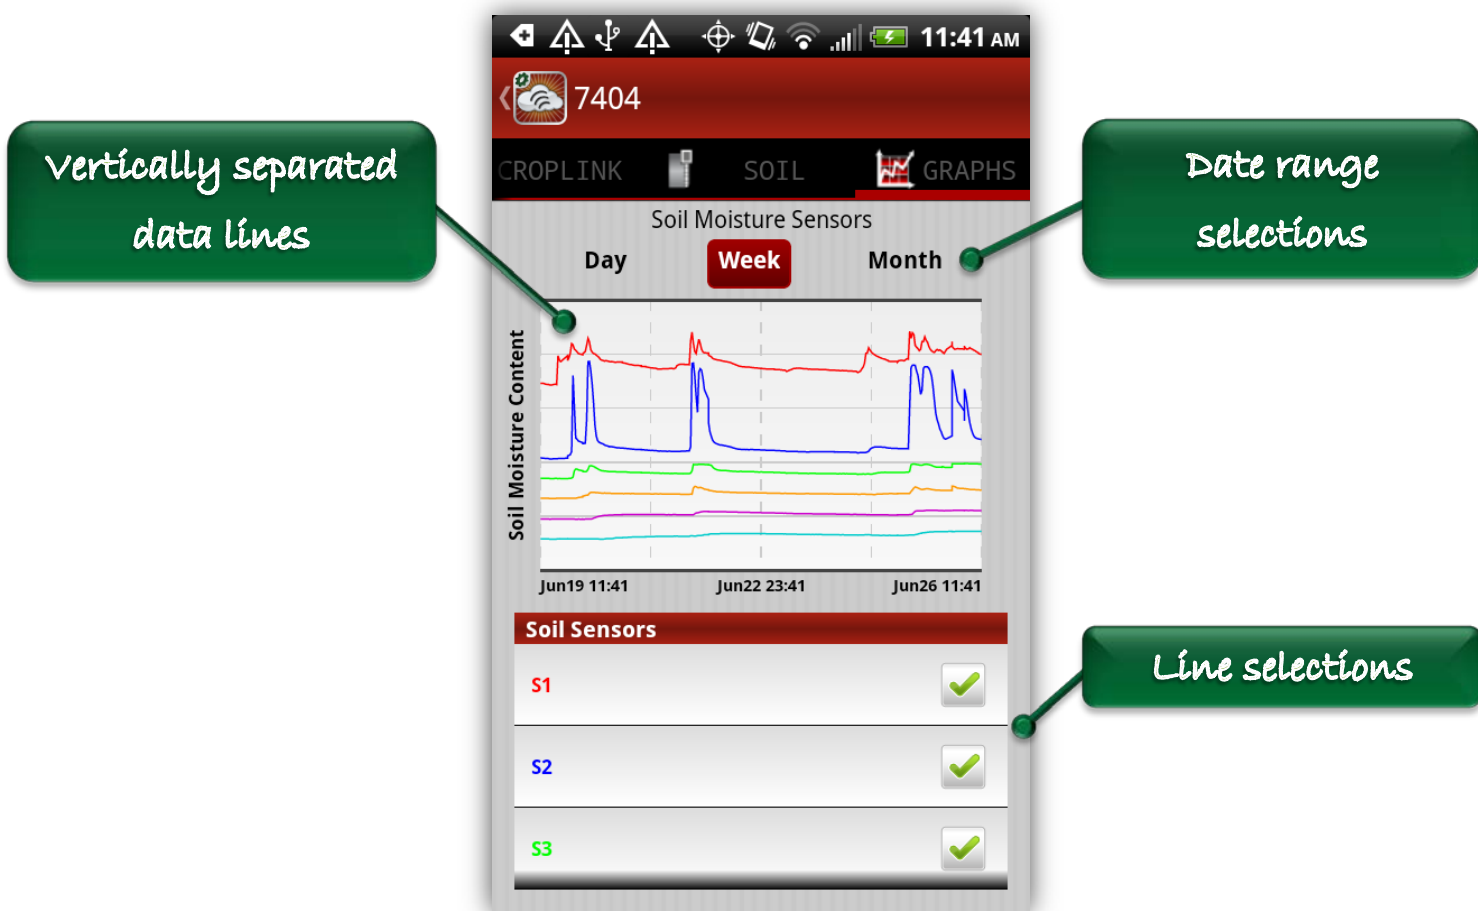 11:41 AM
7404
CROPLINK
SOIL
GRAPHS
Vertically separated
data lines
Date range
selections
Soil Moisture Sensors
Day
Week
Month
Soil Moisture Content
Jun19 11:41
Jun22 23:41
Jun26 11:41
Soil Sensors
S1
S2
S3
Line selections